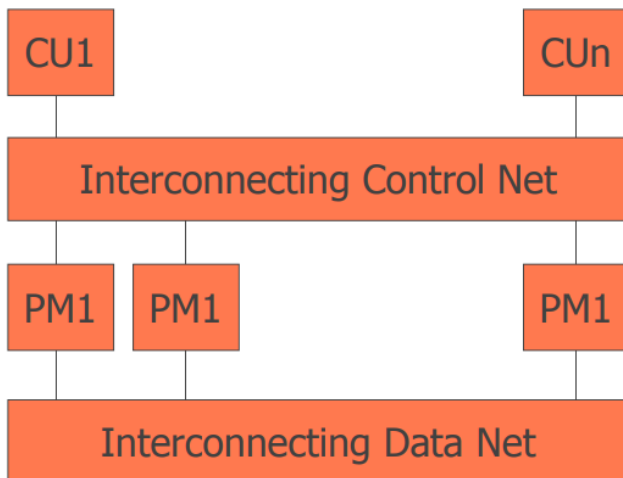 CU1
CUn
Interconnecting Control Net
PM1
PM1
PM1
Interconnecting Data Net